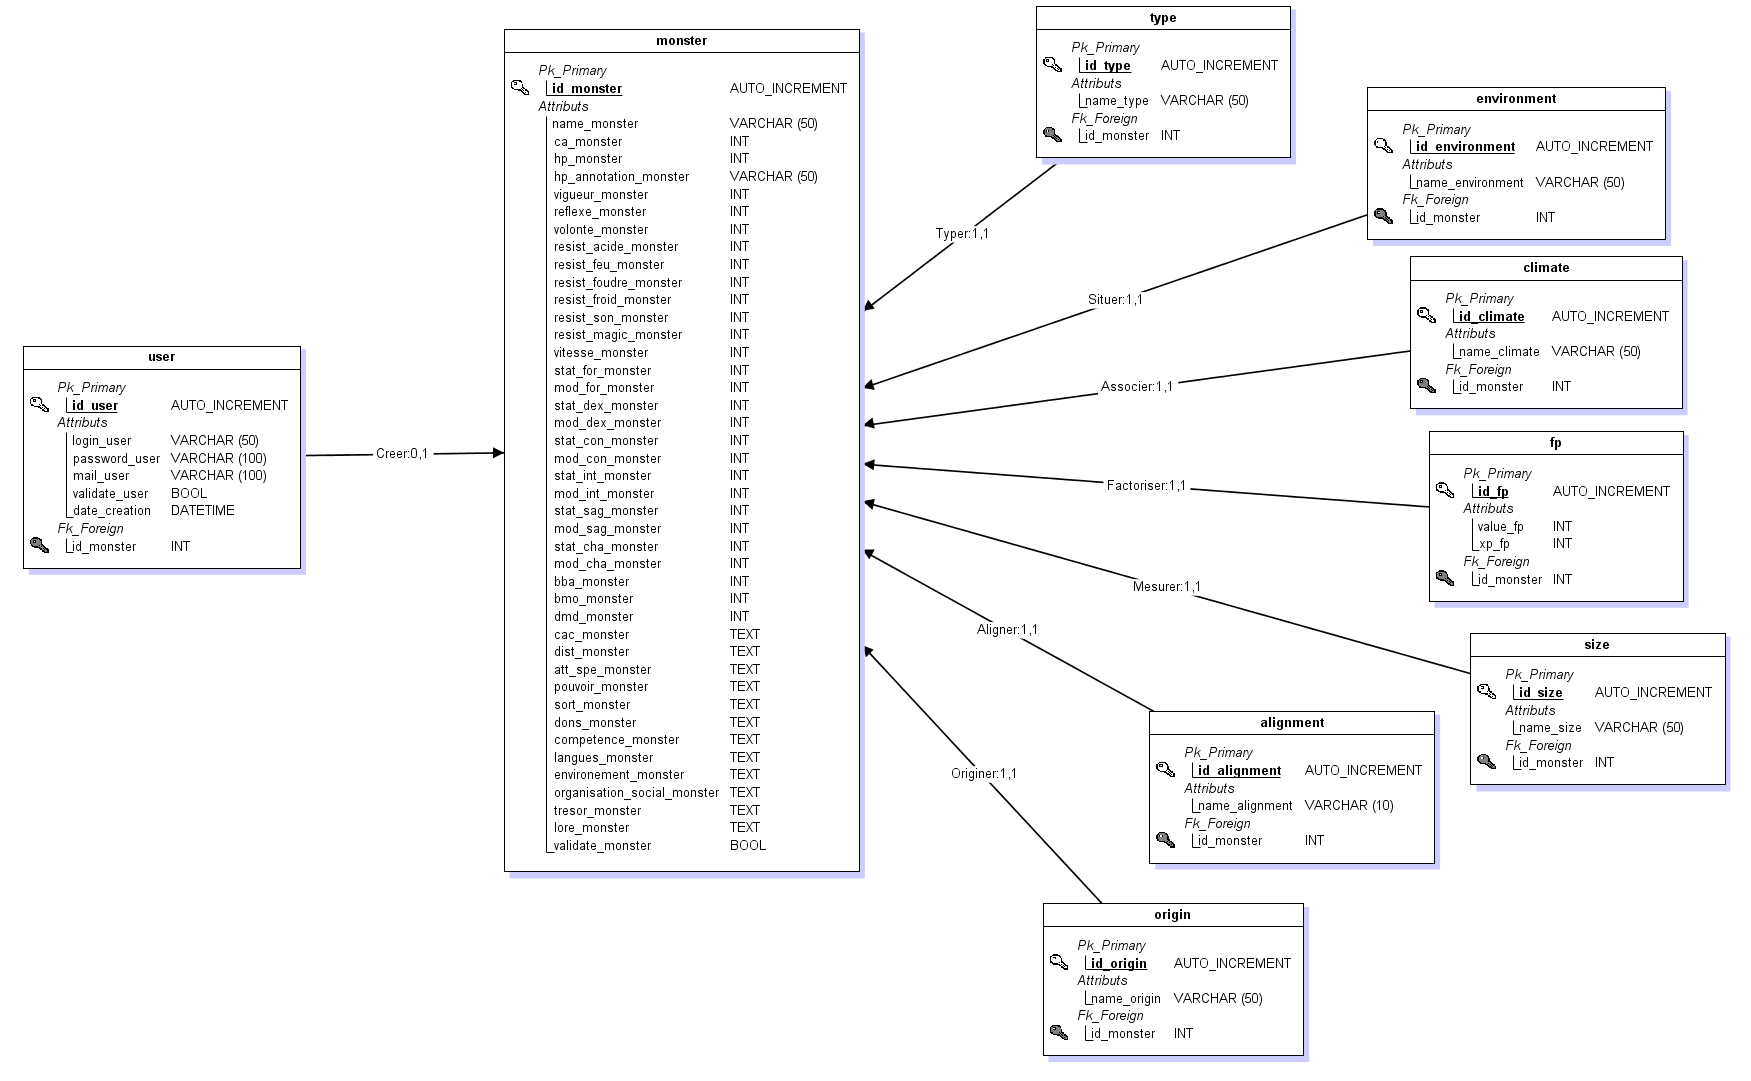 user
Pk_Primary
id_user AUTO_INCREMENT
Attributs
login_user VARCHAR (50)
password_user VARCHAR (100)
mail_user VARCHAR (100)
validate_user BOOL
date_creation DATETIME
Fk_Foreign
id_monster INT
Creer:0,1
monster
Pk_Primary
id_monster AUTO_INCREMENT
Attributs
name_monster VARCHAR (50)
ca_monster INT
hp_monster INT
hp_annotation_monster VARCHAR (50)
vigueur_monster INT
reflexe_monster INT
volonte_monster INT
resist_acide_monster INT
resist_feu_monster INT
resist_foudre_monster INT
resist_froid_monster INT
resist_son_monster INT
resist_magic_monster INT
vitesse_monster INT
stat_for_monster INT
mod_for_monster INT
stat_dex_monster INT
mod_dex_monster INT
stat_con_monster INT
mod_con_monster INT
stat_int_monster INT
mod_int_monster INT
stat_sag_monster INT
mod_sag_monster INT
stat_cha_monster INT
mod_cha_monster INT
bba_monster INT
bmo_monster INT
dmd_monster INT
cac_monster TEXT
dist_monster TEXT
att_spe_monster TEXT
pouvoir_monster TEXT
sort_monster TEXT
dons_monster TEXT
competence_monster TEXT
langues_monster TEXT
environement_monster TEXT
organisation_social_monster TEXT
tresor_monster TEXT
lore_monster TEXT
validate_monster BOOL
type
Pk_Primary
id_type AUTO_INCREMENT
Attributs
name_type VARCHAR (50)
Fk_Foreign
id_monster INT
Typer:1,1
environment
Pk_Primary
id_environment AUTO_INCREMENT
Attributs
name_environment VARCHAR (50)
Fk_Foreign
id_monster INT
Situer:1,1
climate
Pk_Primary
id_climate AUTO_INCREMENT
Attributs
name_climate VARCHAR (50)
Fk_Foreign
id_monster INT
Associer:1,1
fp
Pk_Primary
id_fp AUTO_INCREMENT
Attributs
value_fp INT
xp_fp INT
Fk_Foreign
id_monster INT
Factoriser:1,1
size
Pk_Primary
id_size AUTO_INCREMENT
Attributs
name_size VARCHAR (50)
Fk_Foreign
id_monster INT
Mesurer:1,1
alignment
Pk_Primary
id_alignment AUTO_INCREMENT
Attributs
name_alignment VARCHAR (10)
Fk_Foreign
id_monster INT
Aligner:1,1
origin
Pk_Primary
id_origin AUTO_INCREMENT
Attributs
name_origin VARCHAR (50)
Fk_Foreign
id_monster INT
Originer:1,1